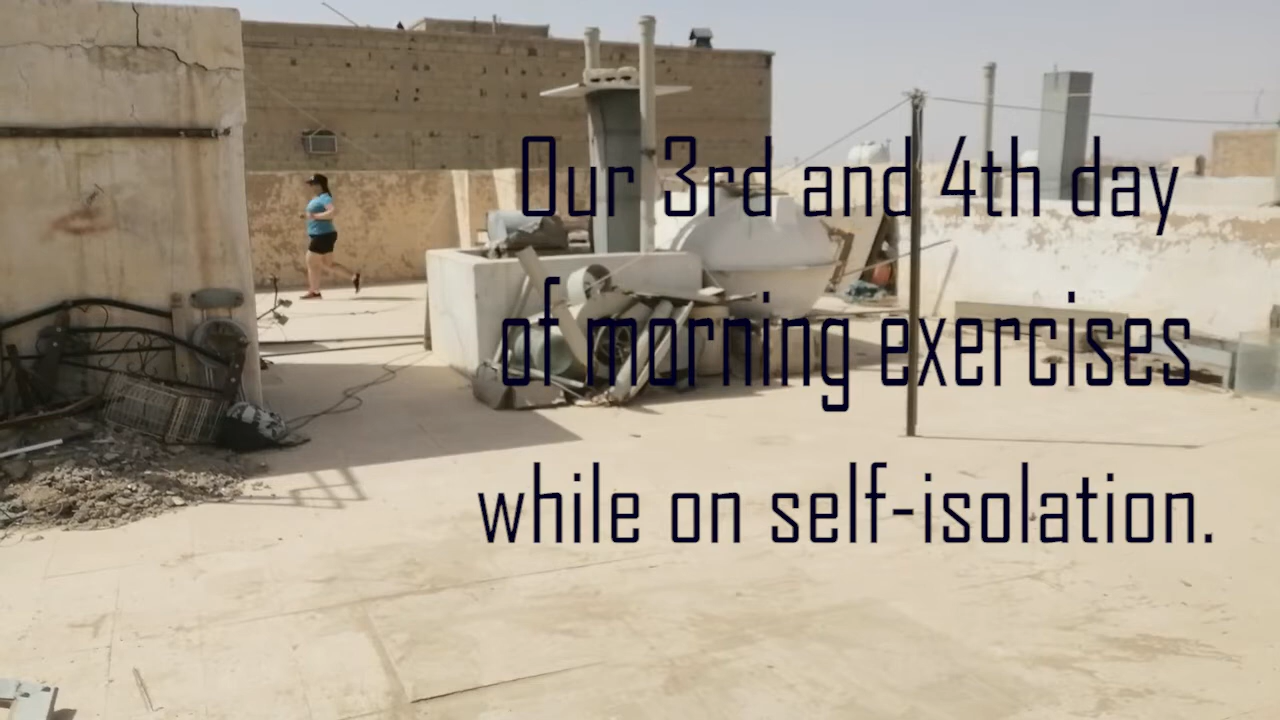 Our 3rd and 4th day
of morning exercises
while on self-isolation.